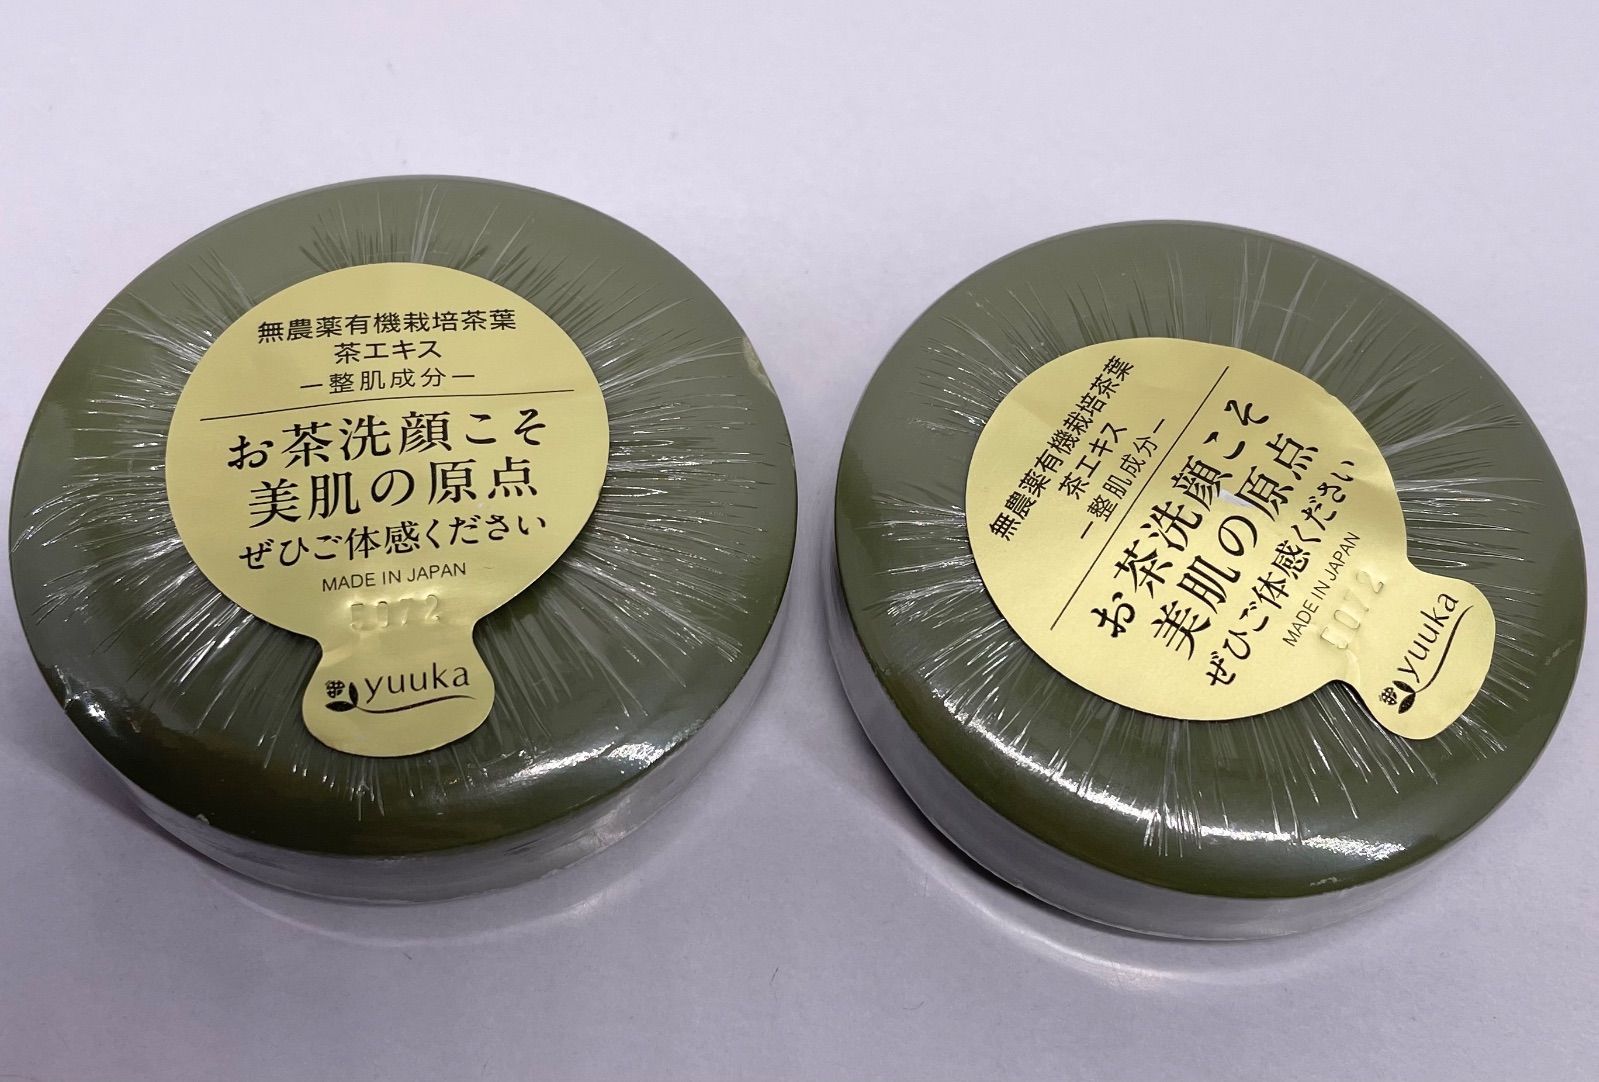 無農薬有機栽培茶葉
茶エキス
ー整肌成分ー
お茶洗顔こそ
美肌の原点
ぜひご体感ください
MADE IN JAPAN
5072
yuuka
無農薬有機栽培茶葉
茶エキス
ー整肌成分ー
お茶洗顔こそ
美肌の原点
ぜひご体感ください
MADE IN JAPAN
5072
yuuka